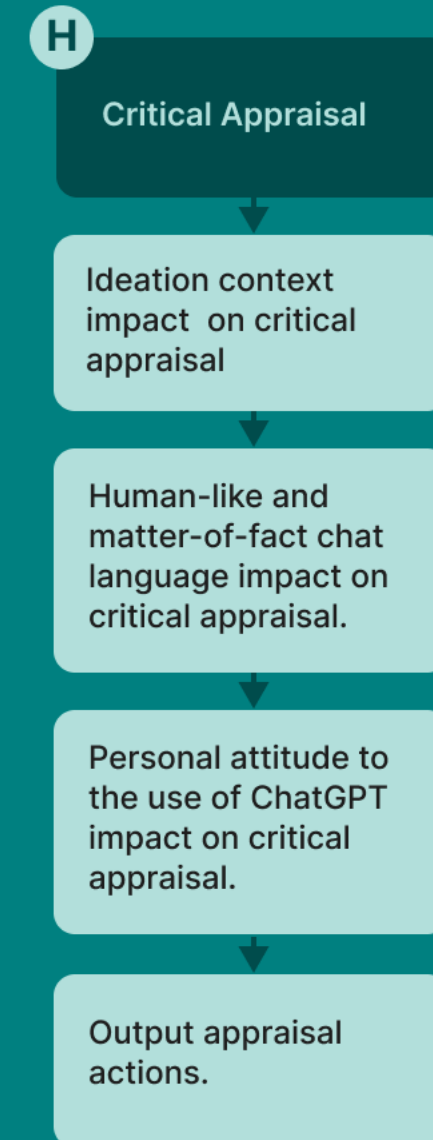 H
Critical Appraisal
Ideation context
impact  on critical
appraisal
Human-like and
matter-of-fact chat
language impact on
critical appraisal.
Personal attitude to
the use of ChatGPT
impact on critical
appraisal.
Output appraisal
actions.